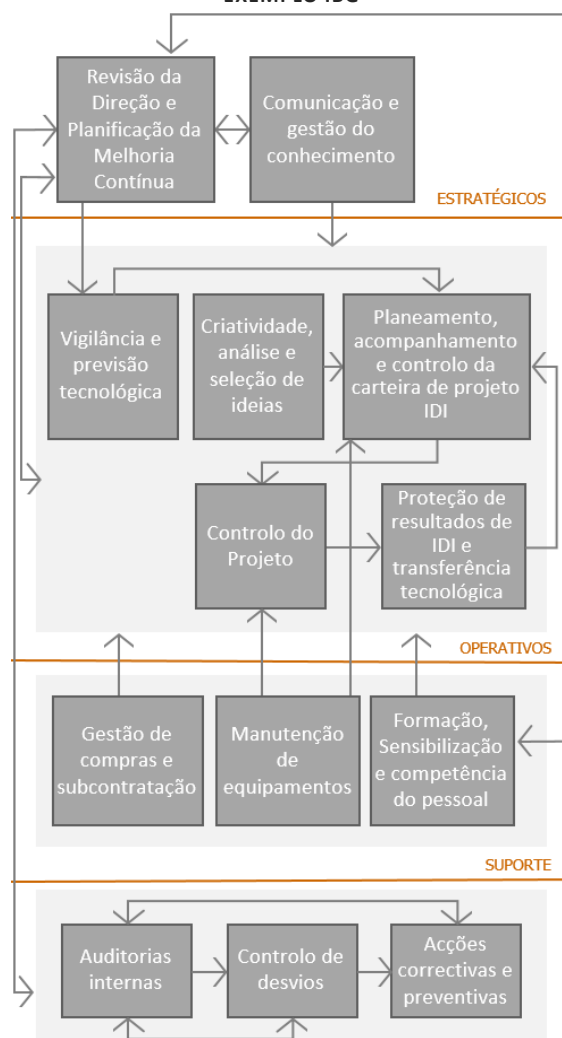 Revisão da
Direção e
Planificação da
Melhoria
Contínua
Comunicação e
gestão do
conhecimento
ESTRATÉGICOS
Vigilância e
previsão
tecnológica
Criatividade,
análise e
seleção de
ideias
Planeamento,
acompanhamento
e controlo da
carteira de projeto
IDI
Controlo do
Projeto
Proteção de
resultados de
IDI e
transferência
tecnológica
OPERATIVOS
Gestão de
compras e
subcontratação
Manutenção
de
equipamentos
Formação,
Sensibilização
e competência
do pessoal
SUPORTE
Auditorias
internas
Controlo de
desvios
Acções
correctivas e
preventivas